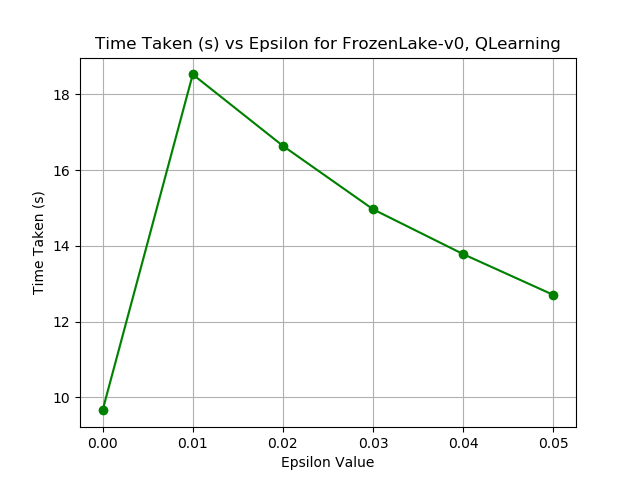 Time Taken (s) vs Epsilon for FrozenLake-v0, QLearning
Time Taken (s)
18
16
14
12
10
0.00 0.01 0.02 0.03 0.04 0.05
Epsilon Value